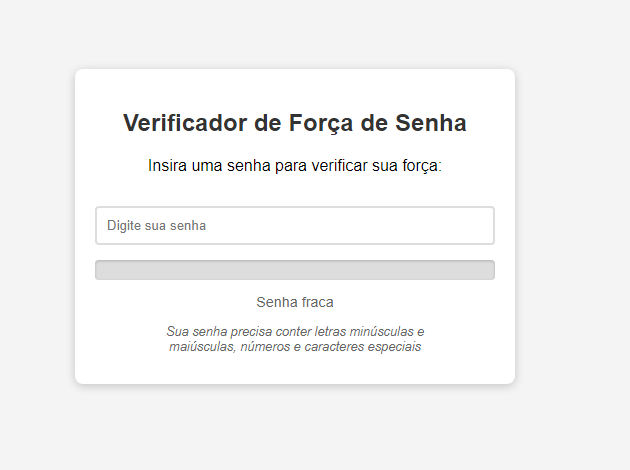 Verificador de Força de Senha
Insira uma senha para verificar sua força:
Digite sua senha
Senha fraca
Sua senha precisa conter letras minúsculas e
maiúsculas, números e caracteres especiais